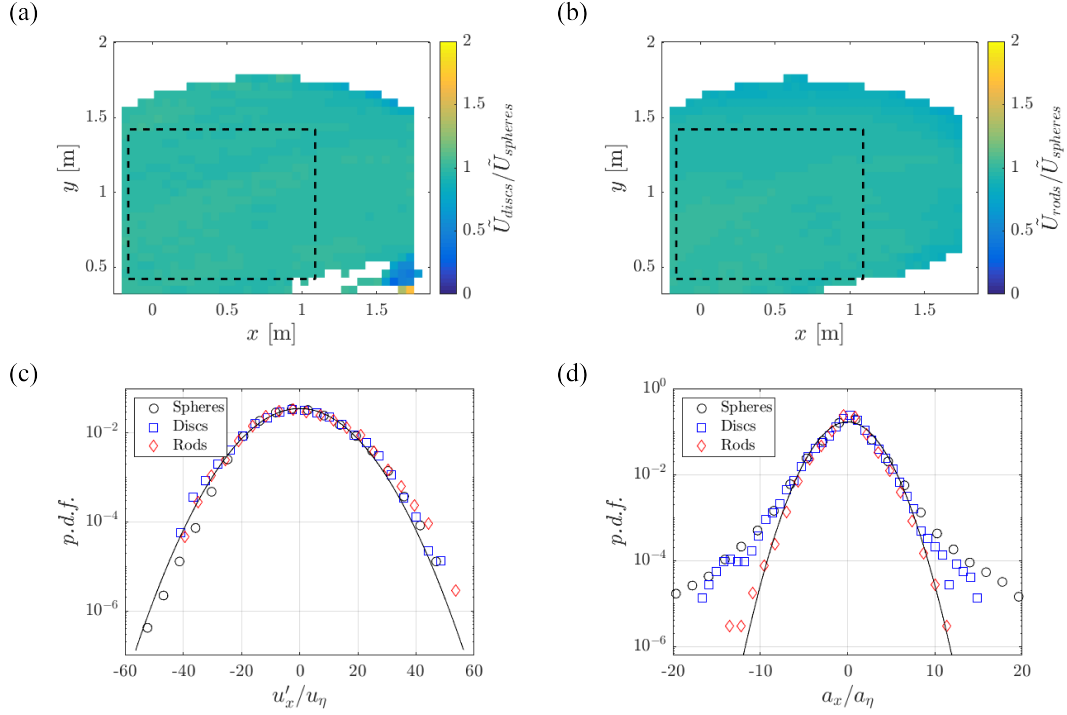 (a)
(b)
2
1.5
1
0.5
y [m]
0
0.5
1
1.5
x [m]
2
1.5
1
0.5
0
Ũ_discs/Ũ_spheres
2
1.5
1
0.5
y [m]
0
0.5
1
1.5
x [m]
2
1.5
1
0.5
0
Ũ_rods/Ũ_spheres
(c)
(d)
Spheres
Discs
Rods
10^-2
10^-4
10^-6
p.d.f.
-60
-40
-20
0
20
40
60
u'_x/u_η
Spheres
Discs
Rods
10^0
10^-2
10^-4
10^-6
p.d.f.
-20
-10
0
10
20
a_x/a_η